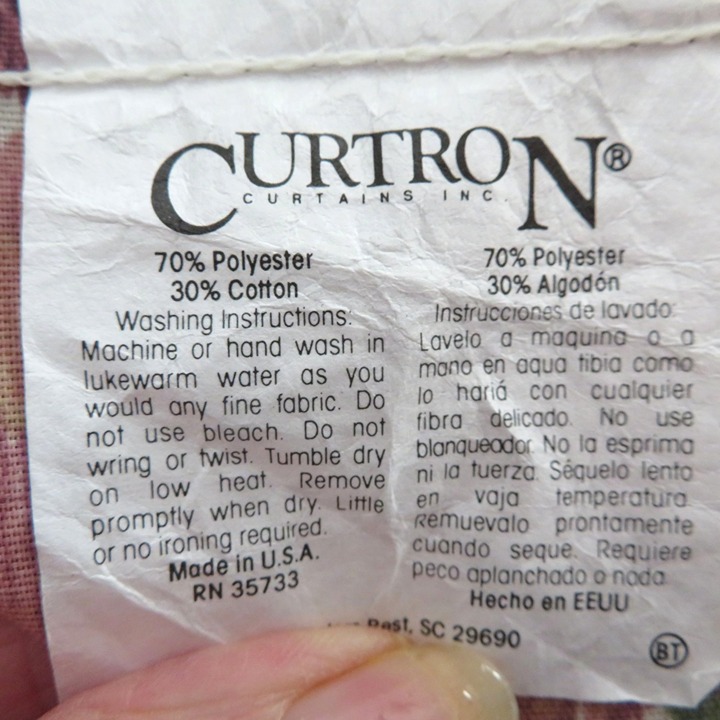 CURTRON®
CURTAINS INC.
70% Polyester
30% Cotton
Washing Instructions:
Machine or hand wash in
lukewarm water as you
would any fine fabric. Do
not use bleach. Do not
wring or twist. Tumble dry
on low heat. Remove
promptly when dry. Little
or no ironing required.
Made in U.S.A.
RN 35733
70% Polyester
30% Algodón
Instrucciones de lavado:
Lavelo a maquina o a
mano en aqua tibia como
lo hariá con cualquier
fibra delicado. No use
blanqueador. No la esprima
ni la tuerza. Séquelo lento
en vaja temperatura.
Remuevalo prontamente
cuando seque. Requiere
peco aplanchado o nada.
Hecho en EEUU
Rest, SC 29690
BT